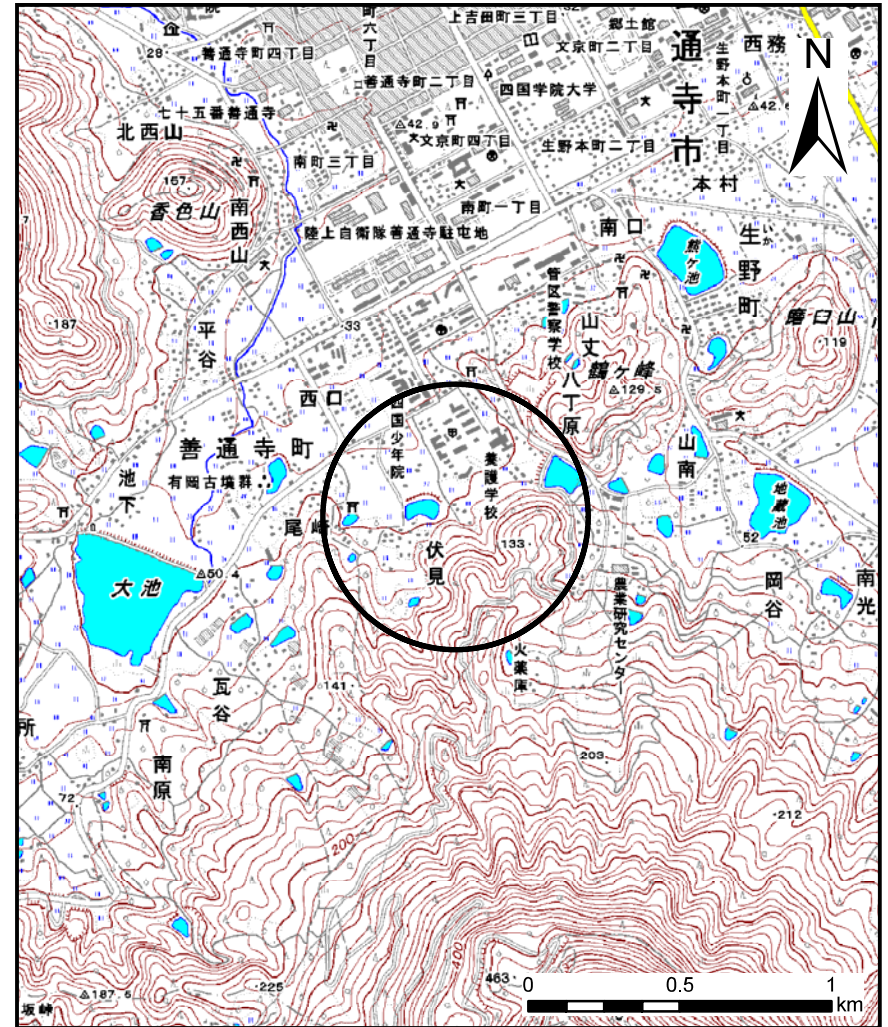 上吉田町三丁目
郷土館
善通寺町四丁目
28
町六丁目
文京町二丁目
通寺市
西務
N
生野本町一丁目
善通寺町二丁目
四国学院大学
七十五番善通寺
北西山
42.9
文京町四丁目
生野本町二丁目
南町三丁目
157
香色山
南西山
本村
南町一丁目
陸上自衛隊善通寺駐屯地
南口
鶴ヶ池
生野町
いか
管区警察学校
山丈
磨臼山
119
187
33
平谷
鶴ヶ峰
129.5
八丁原
西口
四国少年院
善通寺町
有岡古墳群
養護学校
山南
池下
地蔵池
尾崎
伏見
133
52
大池
50.4
岡谷
南光
農業研究センター
火薬庫
瓦谷
141
所
南原
203
72
212
200
400
463
225
187.5
坂峠
0
0.5
1
km